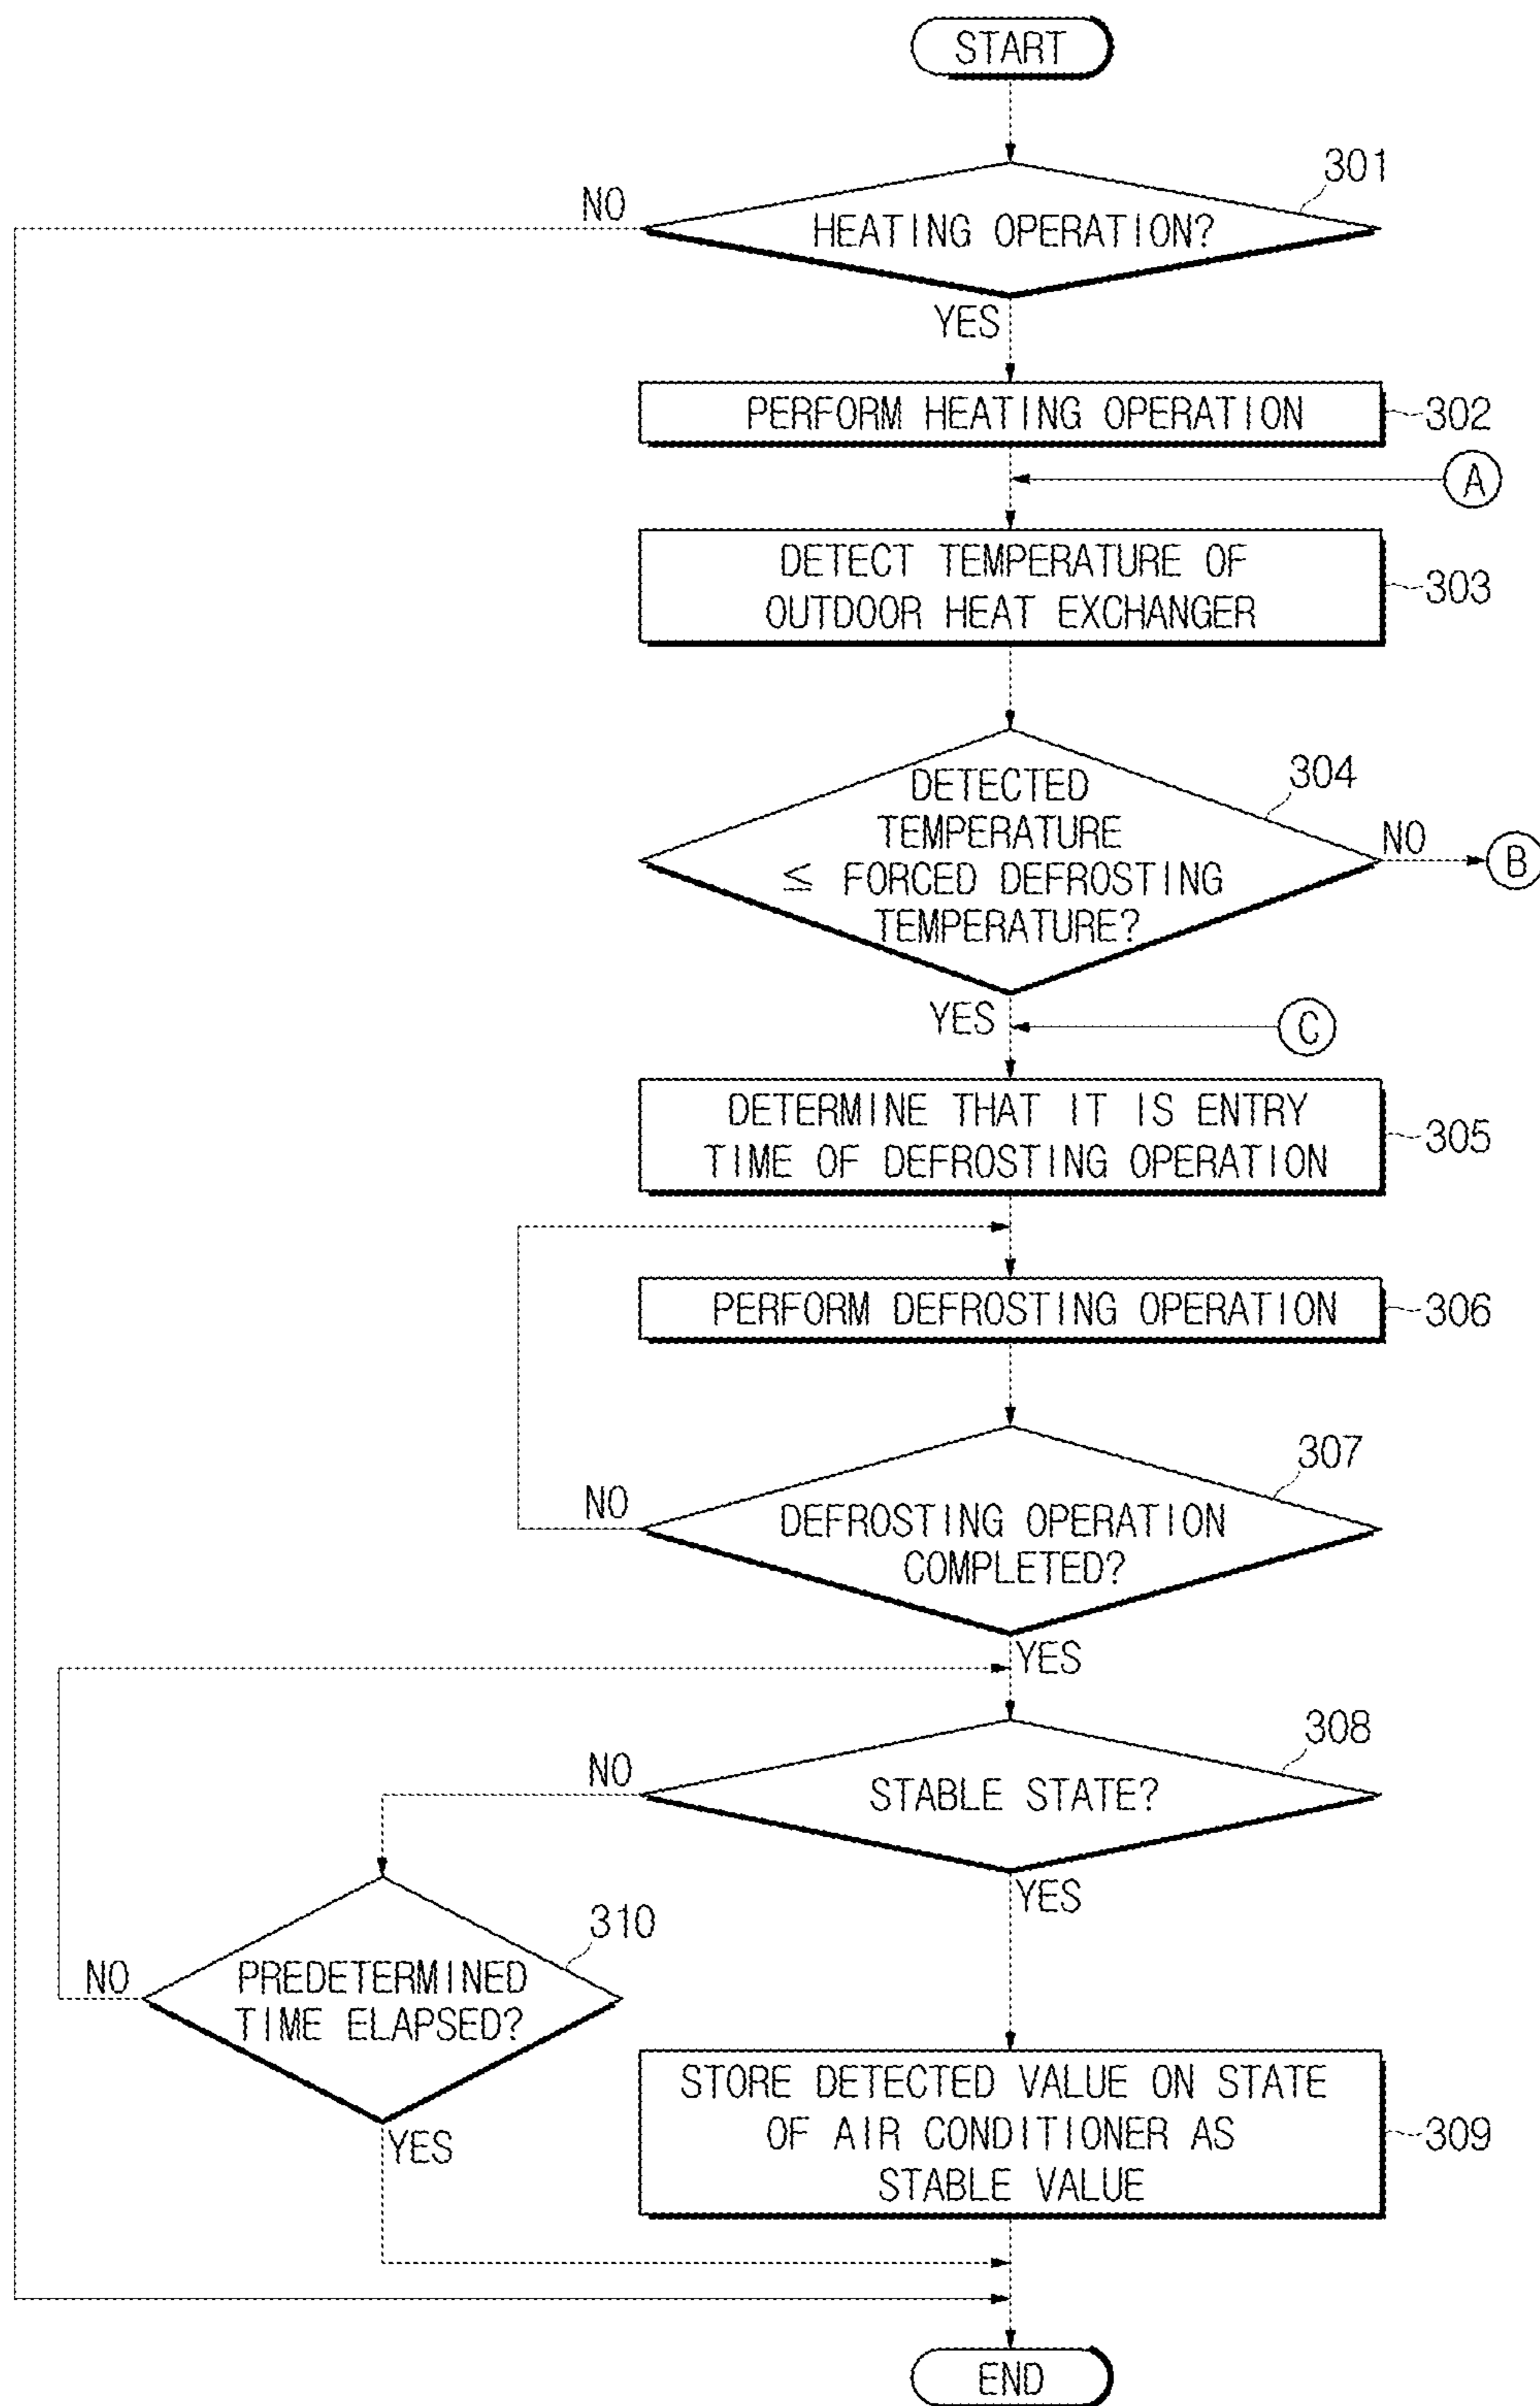 START
301
NO
HEATING OPERATION?
YES
PERFORM HEATING OPERATION
302
A
DETECT TEMPERATURE OF
OUTDOOR HEAT EXCHANGER
303
304
DETECTED
TEMPERATURE
≤ FORCED DEFROSTING
TEMPERATURE?
NO
B
YES
C
DETERMINE THAT IT IS ENTRY
TIME OF DEFROSTING OPERATION
305
PERFORM DEFROSTING OPERATION
306
307
NO
DEFROSTING OPERATION
COMPLETED?
YES
308
NO
STABLE STATE?
YES
310
NO
PREDETERMINED
TIME ELAPSED?
YES
STORE DETECTED VALUE ON STATE
OF AIR CONDITIONER AS
STABLE VALUE
309
END